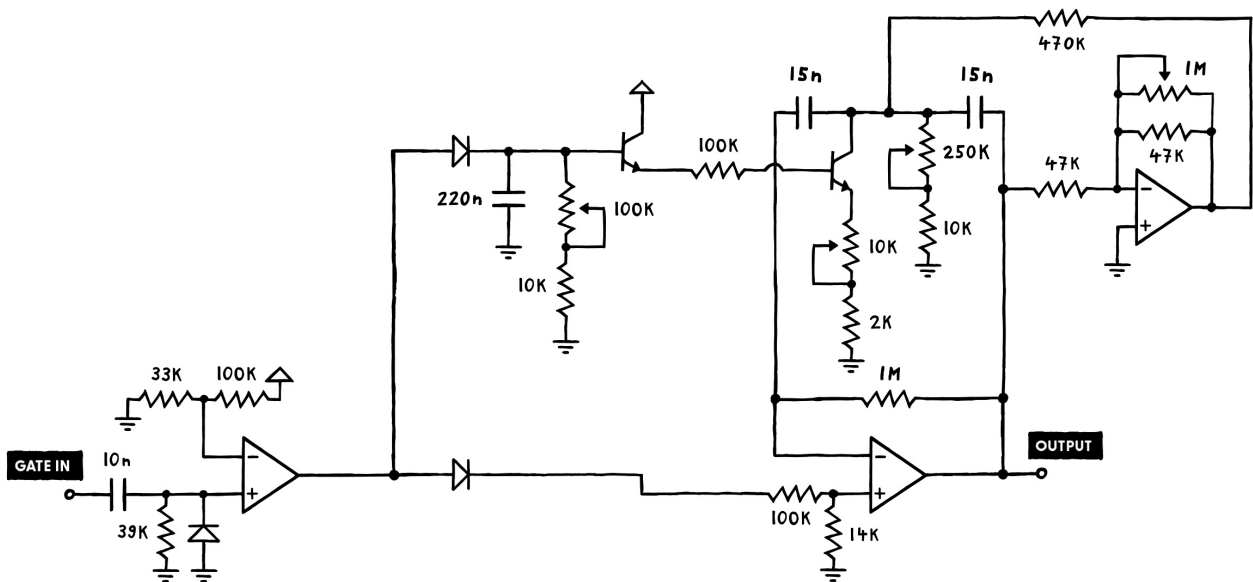 470K
15n
15n
1M
47K
100K
250K
47K
220n
100K
10K
10K
10K
2K
33K
100K
1M
GATE IN
10n
OUTPUT
39K
100K
14K
-
+
-
+
-
+